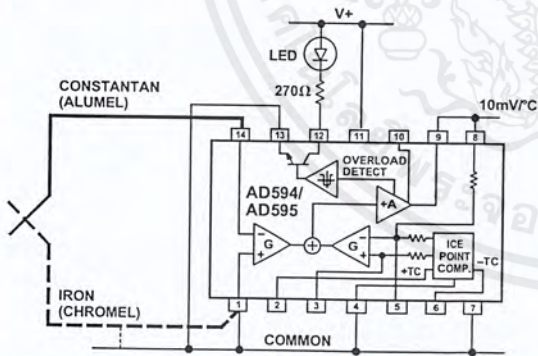 V+
LED
270Ω
CONSTANTAN
(ALUMEL)
10mV/°C
14
13
12
11
10
9
8
OVERLOAD
DETECT
AD594/
AD595
+A
G
G
ICE
POINT
COMP.
+TC
–TC
IRON
(CHROMEL)
1
2
3
4
5
6
7
COMMON